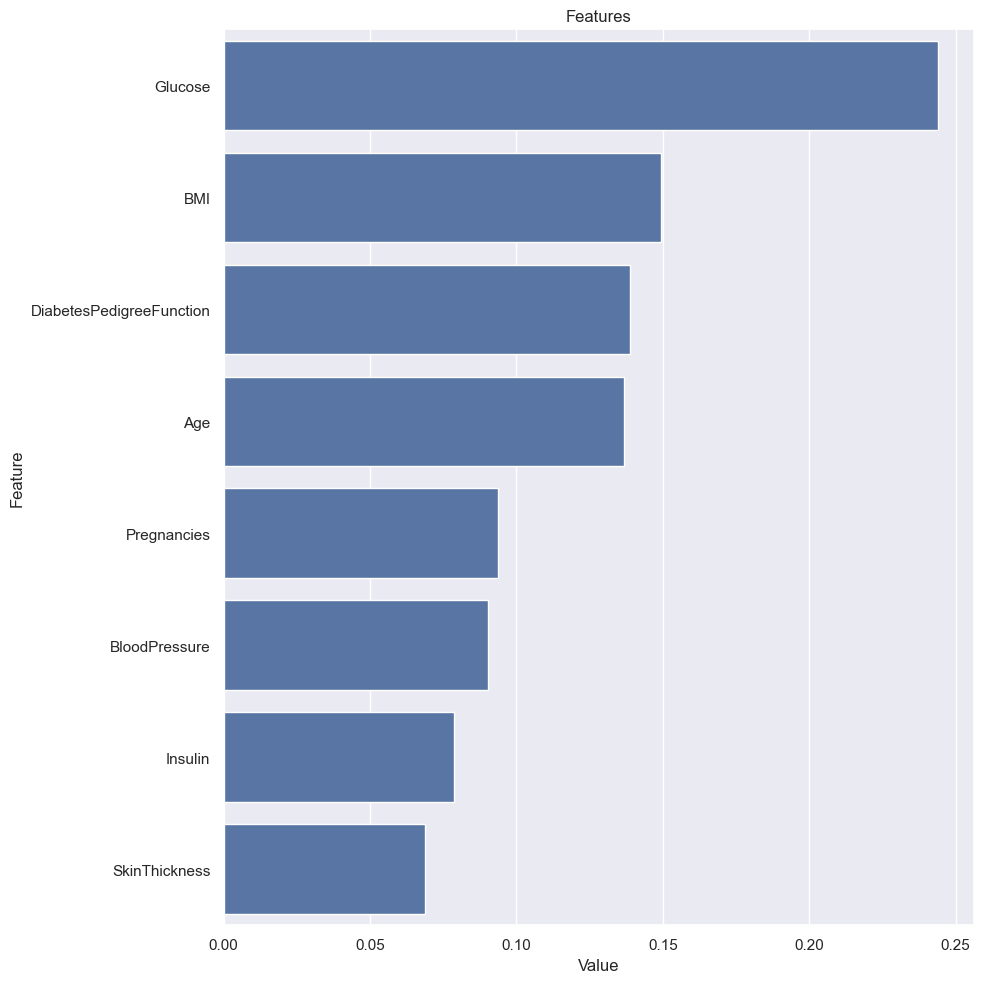 Features
Glucose
BMI
DiabetesPedigreeFunction
Age
Pregnancies
BloodPressure
Insulin
SkinThickness
Feature
0.00 0.05 0.10 0.15 0.20 0.25
Value